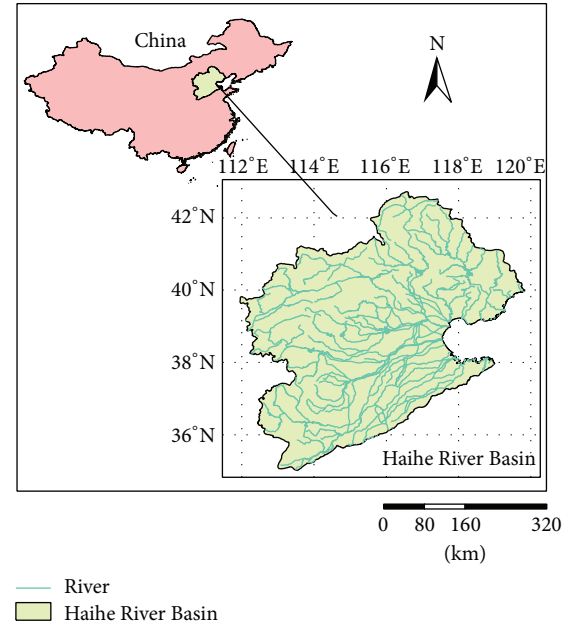 China
N
112°E 114°E 116°E 118°E 120°E
42°N
40°N
38°N
36°N
Haihe River Basin
0 80 160 320
(km)
River
Haihe River Basin